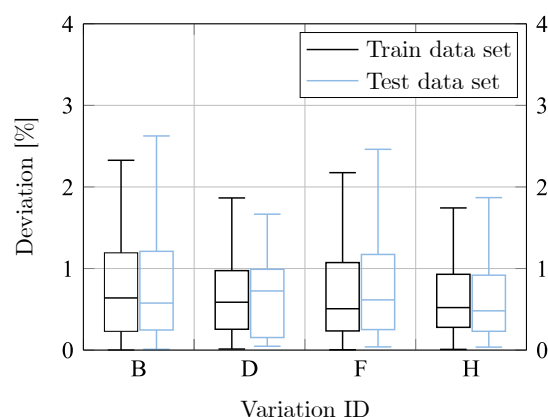 4 4
Train data set
Test data set
3 3
Deviation [%]
2 2
1 1
0 0
B D F H
Variation ID